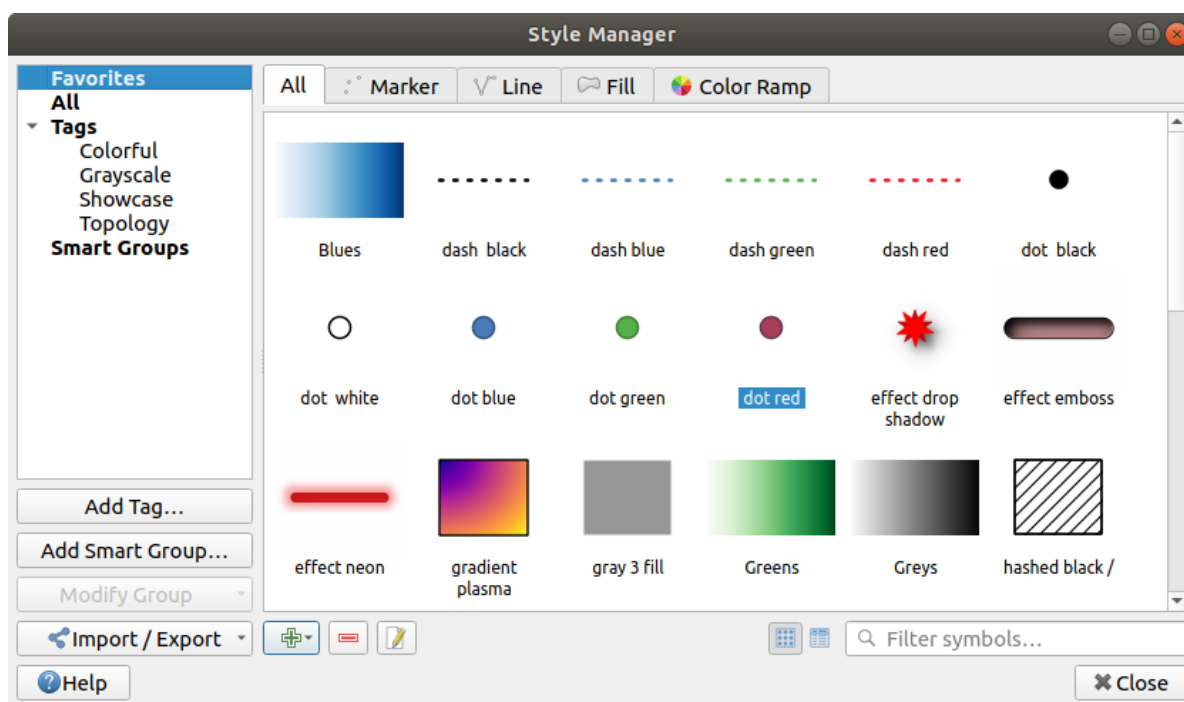 Style Manager
Favorites
All
Tags
Colorful
Grayscale
Showcase
Topology
Smart Groups
Add Tag...
Add Smart Group...
Modify Group
Import / Export
Help
All
Marker
Line
Fill
Color Ramp
Blues
dash  black
dash blue
dash green
dash red
dot  black
dot  white
dot blue
dot green
dot red
effect drop
shadow
effect emboss
effect neon
gradient
plasma
gray 3 fill
Greens
Greys
hashed black /
Filter symbols...
Close